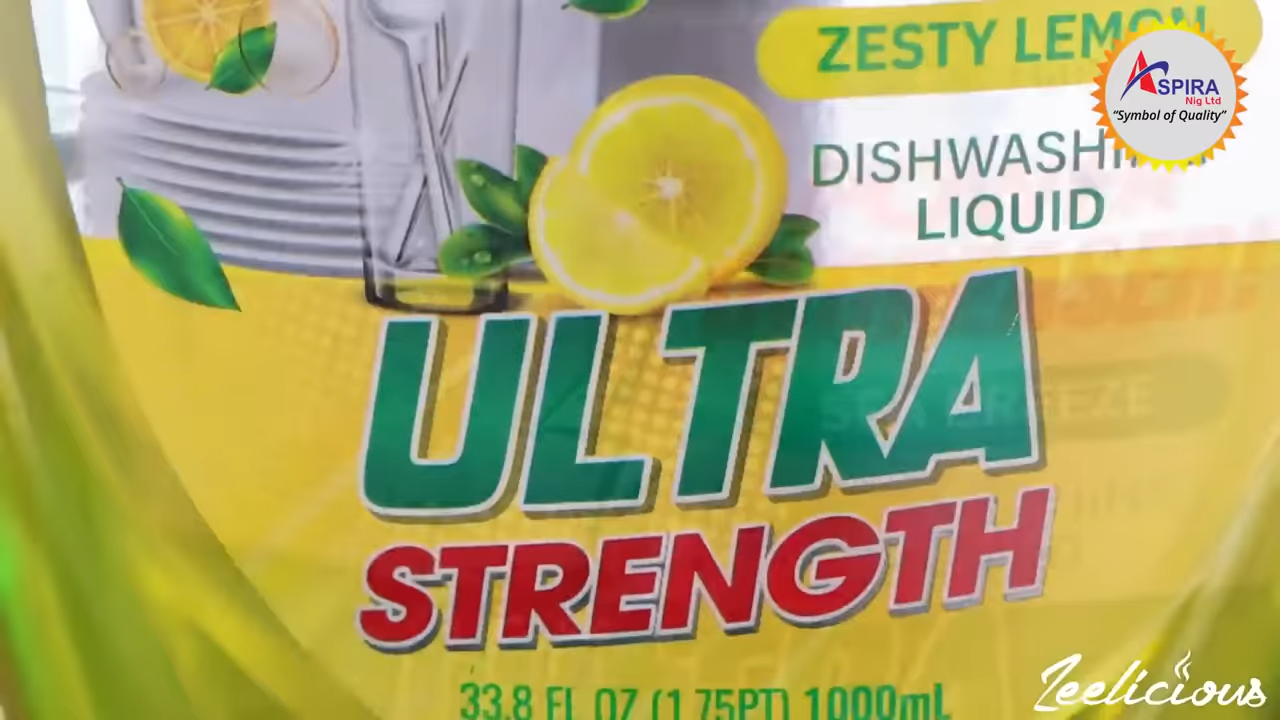 ZESTY LEMON
ASPIRA
Nig Ltd
“Symbol of Quality”
DISHWASHING
LIQUID
ULTRA
STRENGTH
33.8 FL OZ (1.75PT) 1000mL
Zeelicious